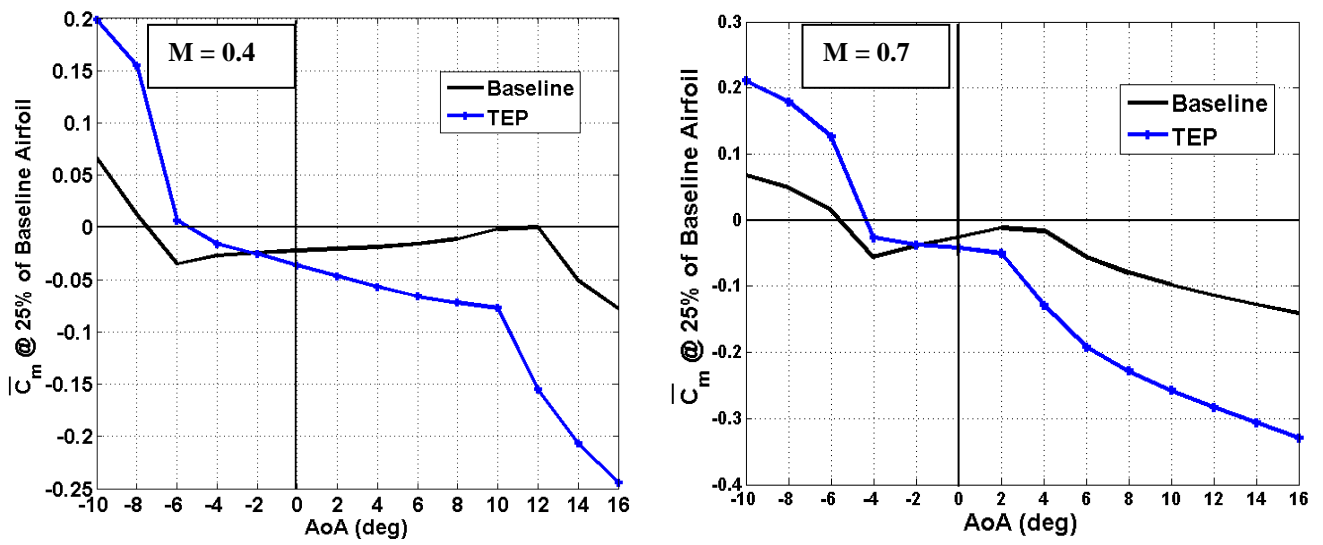 M = 0.4
Baseline
TEP
C̅m @ 25% of Baseline Airfoil
0.2
0.15
0.1
0.05
0
-0.05
-0.1
-0.15
-0.2
-0.25
-10 -8 -6 -4 -2 0 2 4 6 8 10 12 14 16
AoA (deg)
M = 0.7
Baseline
TEP
C̅m @ 25% of Baseline Airfoil
0.3
0.2
0.1
0
-0.1
-0.2
-0.3
-0.4
-10 -8 -6 -4 -2 0 2 4 6 8 10 12 14 16
AoA (deg)